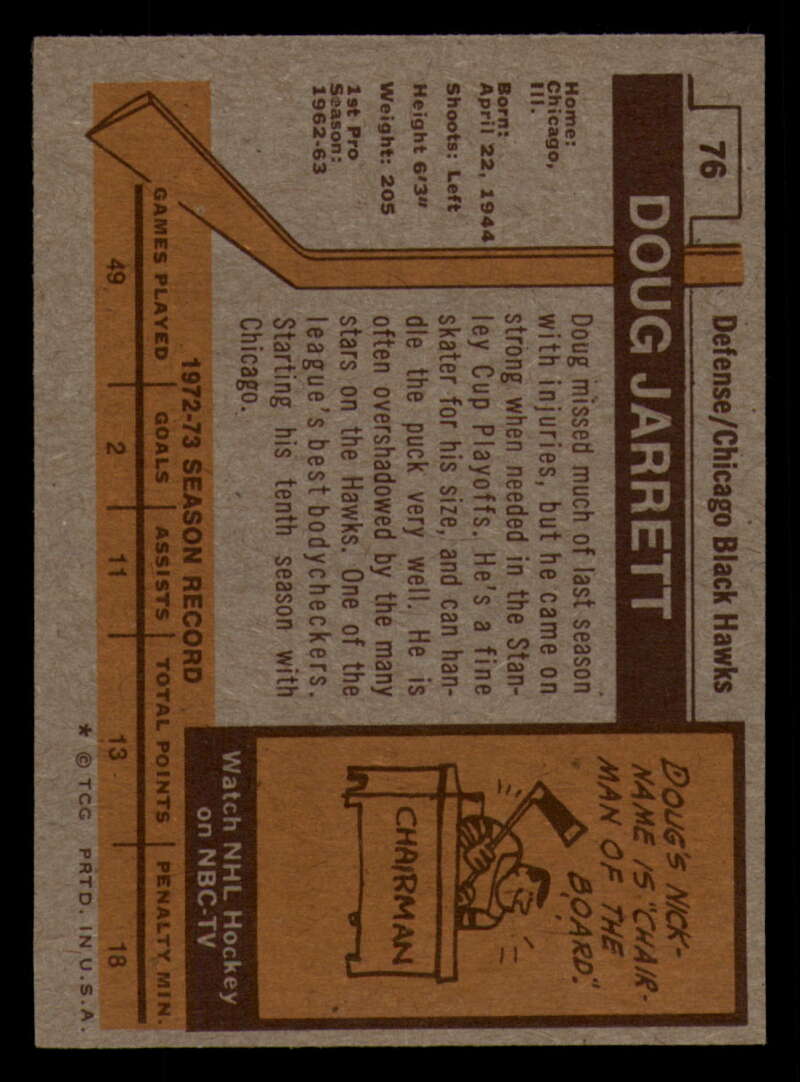 76
Defense/Chicago Black Hawks
DOUG JARRETT
Home:
Chicago,
Ill.
Born:
April 22, 1944
Shoots: Left
Height 6'3"
Weight: 205
1st Pro
Season:
1962-63
Doug missed much of last season
with injuries, but he came on
strong when needed in the Stan-
ley Cup Playoffs. He's a fine
skater for his size, and can han-
dle the puck very well. He is
often overshadowed by the many
stars on the Hawks. One of the
league's best bodycheckers.
Starting his tenth season with
Chicago.
DOUG'S NICK-
NAME IS "CHAIR-
MAN OF THE
BOARD."
CHAIRMAN
Watch NHL Hockey
on NBC-TV
1972-73 SEASON RECORD
GAMES PLAYED GOALS ASSISTS TOTAL POINTS PENALTY MIN.
49 2 11 13 18
* © TCG PRTD. IN U.S.A.